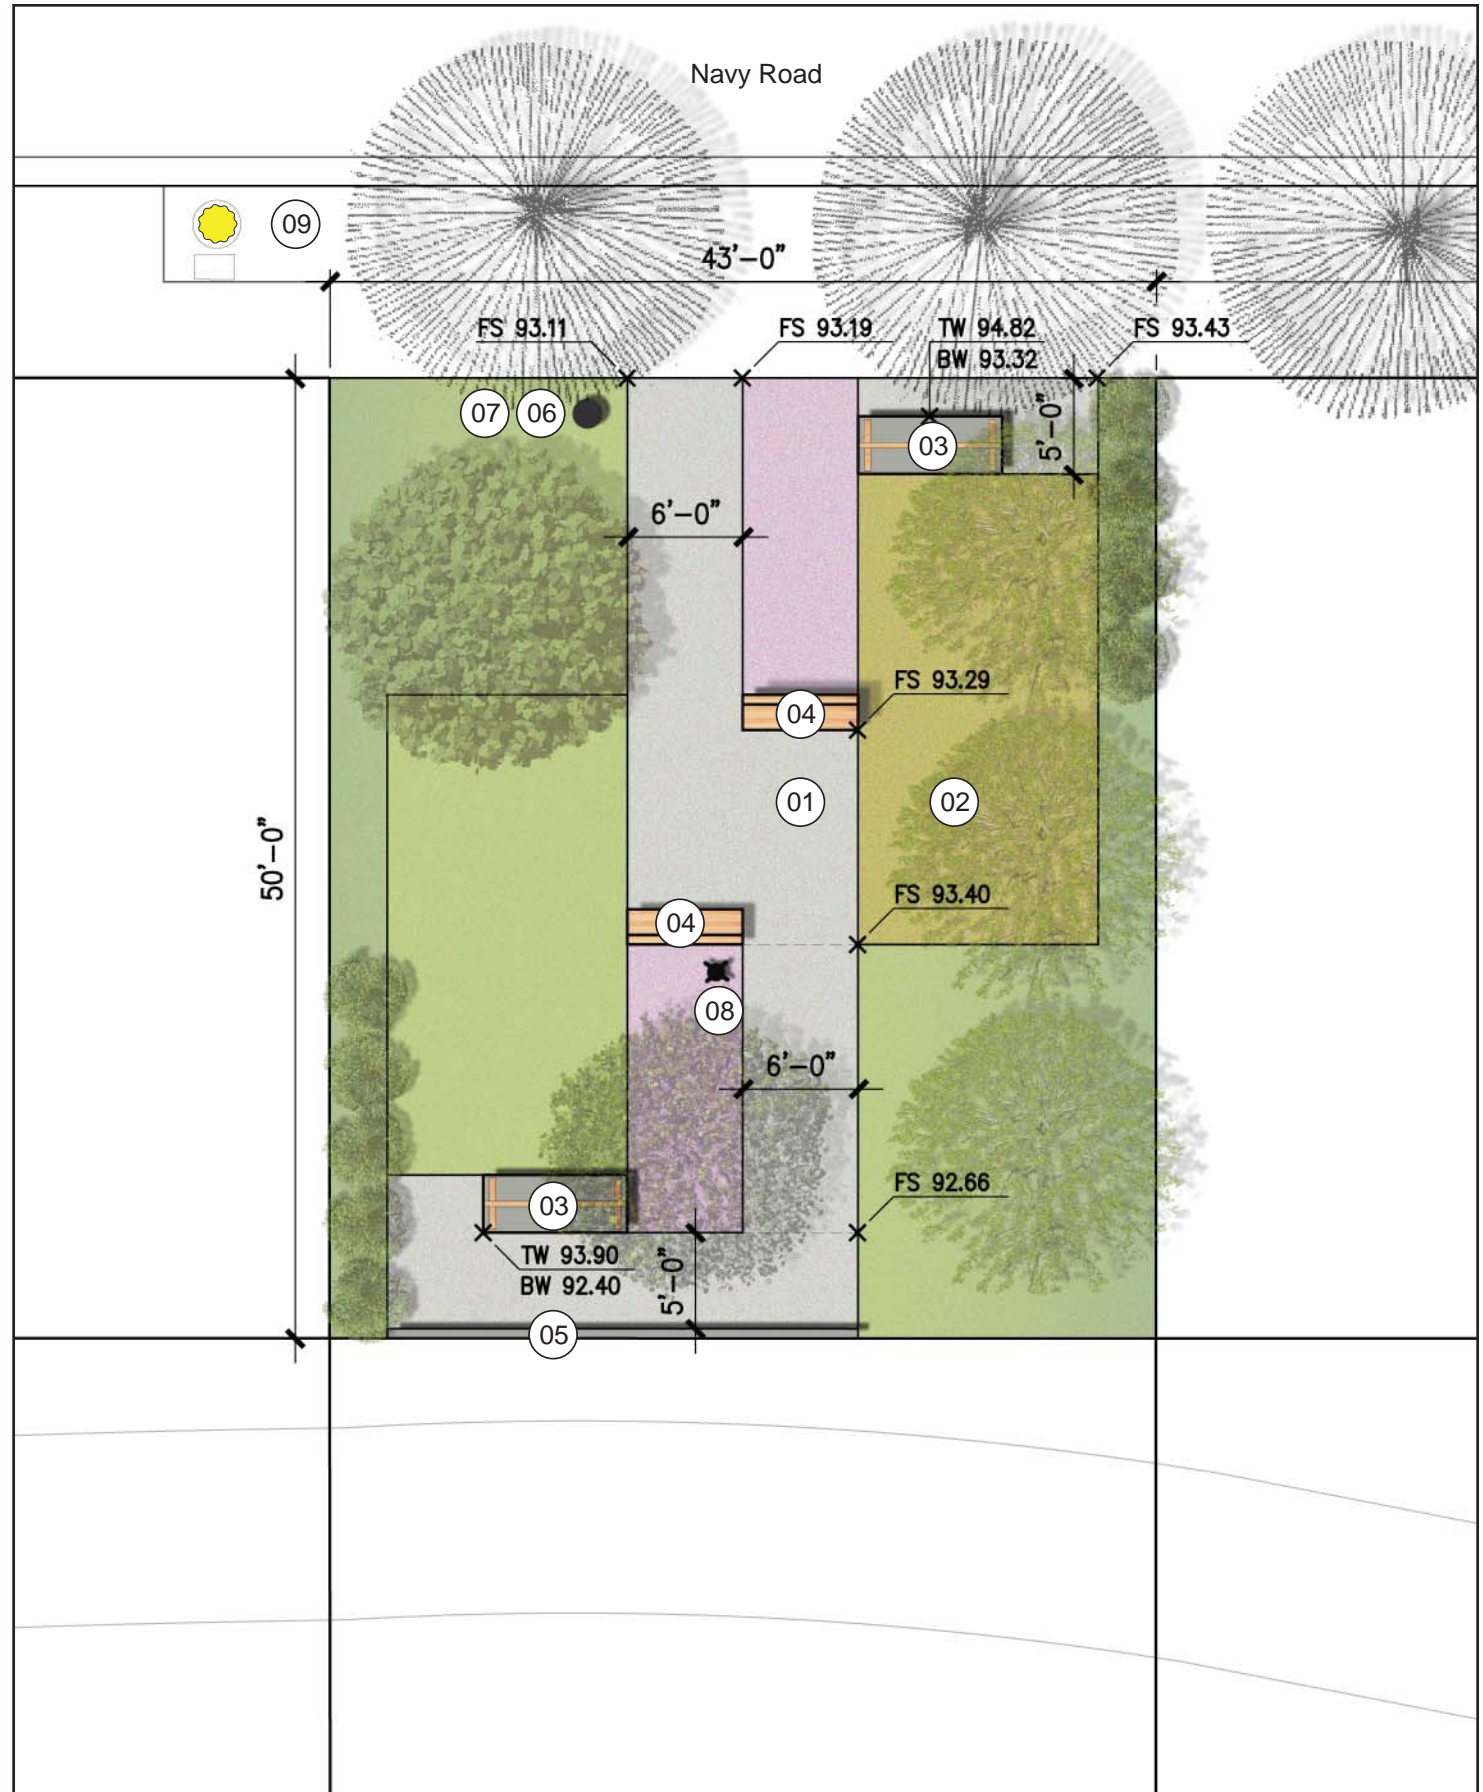 Navy Road
09
43'-0"
FS 93.11
FS 93.19
TW 94.82
BW 93.32
FS 93.43
07
06
03
5'-0"
6'-0"
FS 93.29
04
01
02
50'-0"
FS 93.40
04
08
6'-0"
FS 92.66
03
TW 93.90
BW 92.40
5'-0"
05